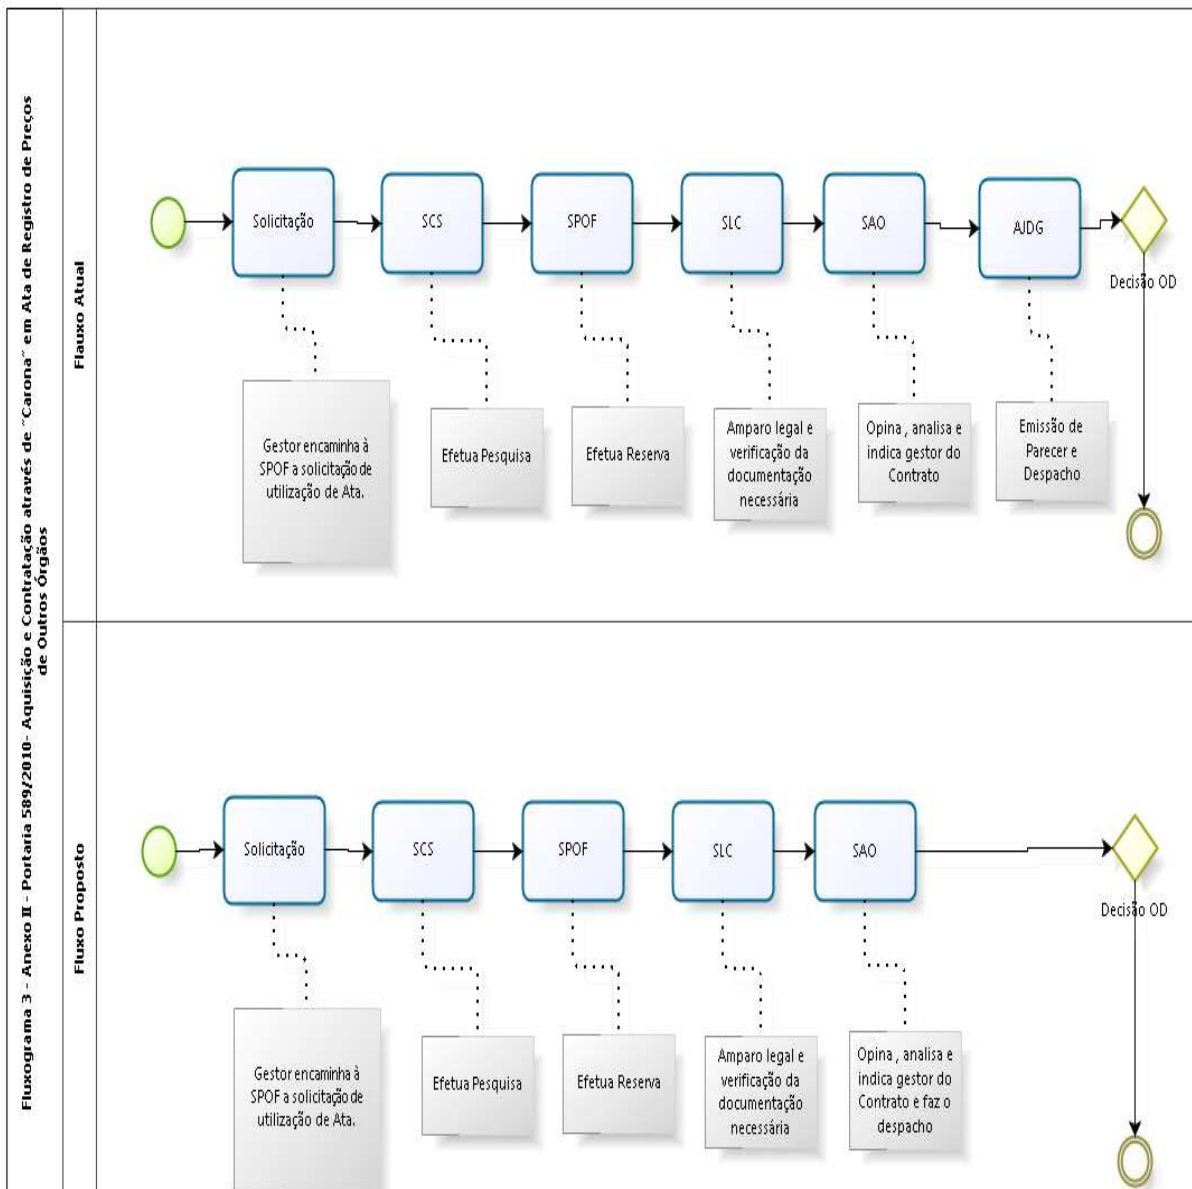 Fluxograma 3 - Anexo II - Portaria 589/2010- Aquisição e Contratação através de "Carona" em Ata de Registro de Preços
de Outros Órgãos
Flauxo Atual
Solicitação
SCS
SPOF
SLC
SAO
AJDG
Decisão OD
Gestor encaminha à
SPOF a solicitação de
utilização de Ata.
Efetua Pesquisa
Efetua Reserva
Amparo legal e
verificação da
documentação
necessária
Opina , analisa e
indica gestor do
Contrato
Emissão de
Parecer e
Despacho
Fluxo Proposto
Solicitação
SCS
SPOF
SLC
SAO
Decisão OD
Gestor encaminha à
SPOF a solicitação de
utilização de Ata.
Efetua Pesquisa
Efetua Reserva
Amparo legal e
verificação da
documentação
necessária
Opina , analisa e
indica gestor do
Contrato e faz o
despacho